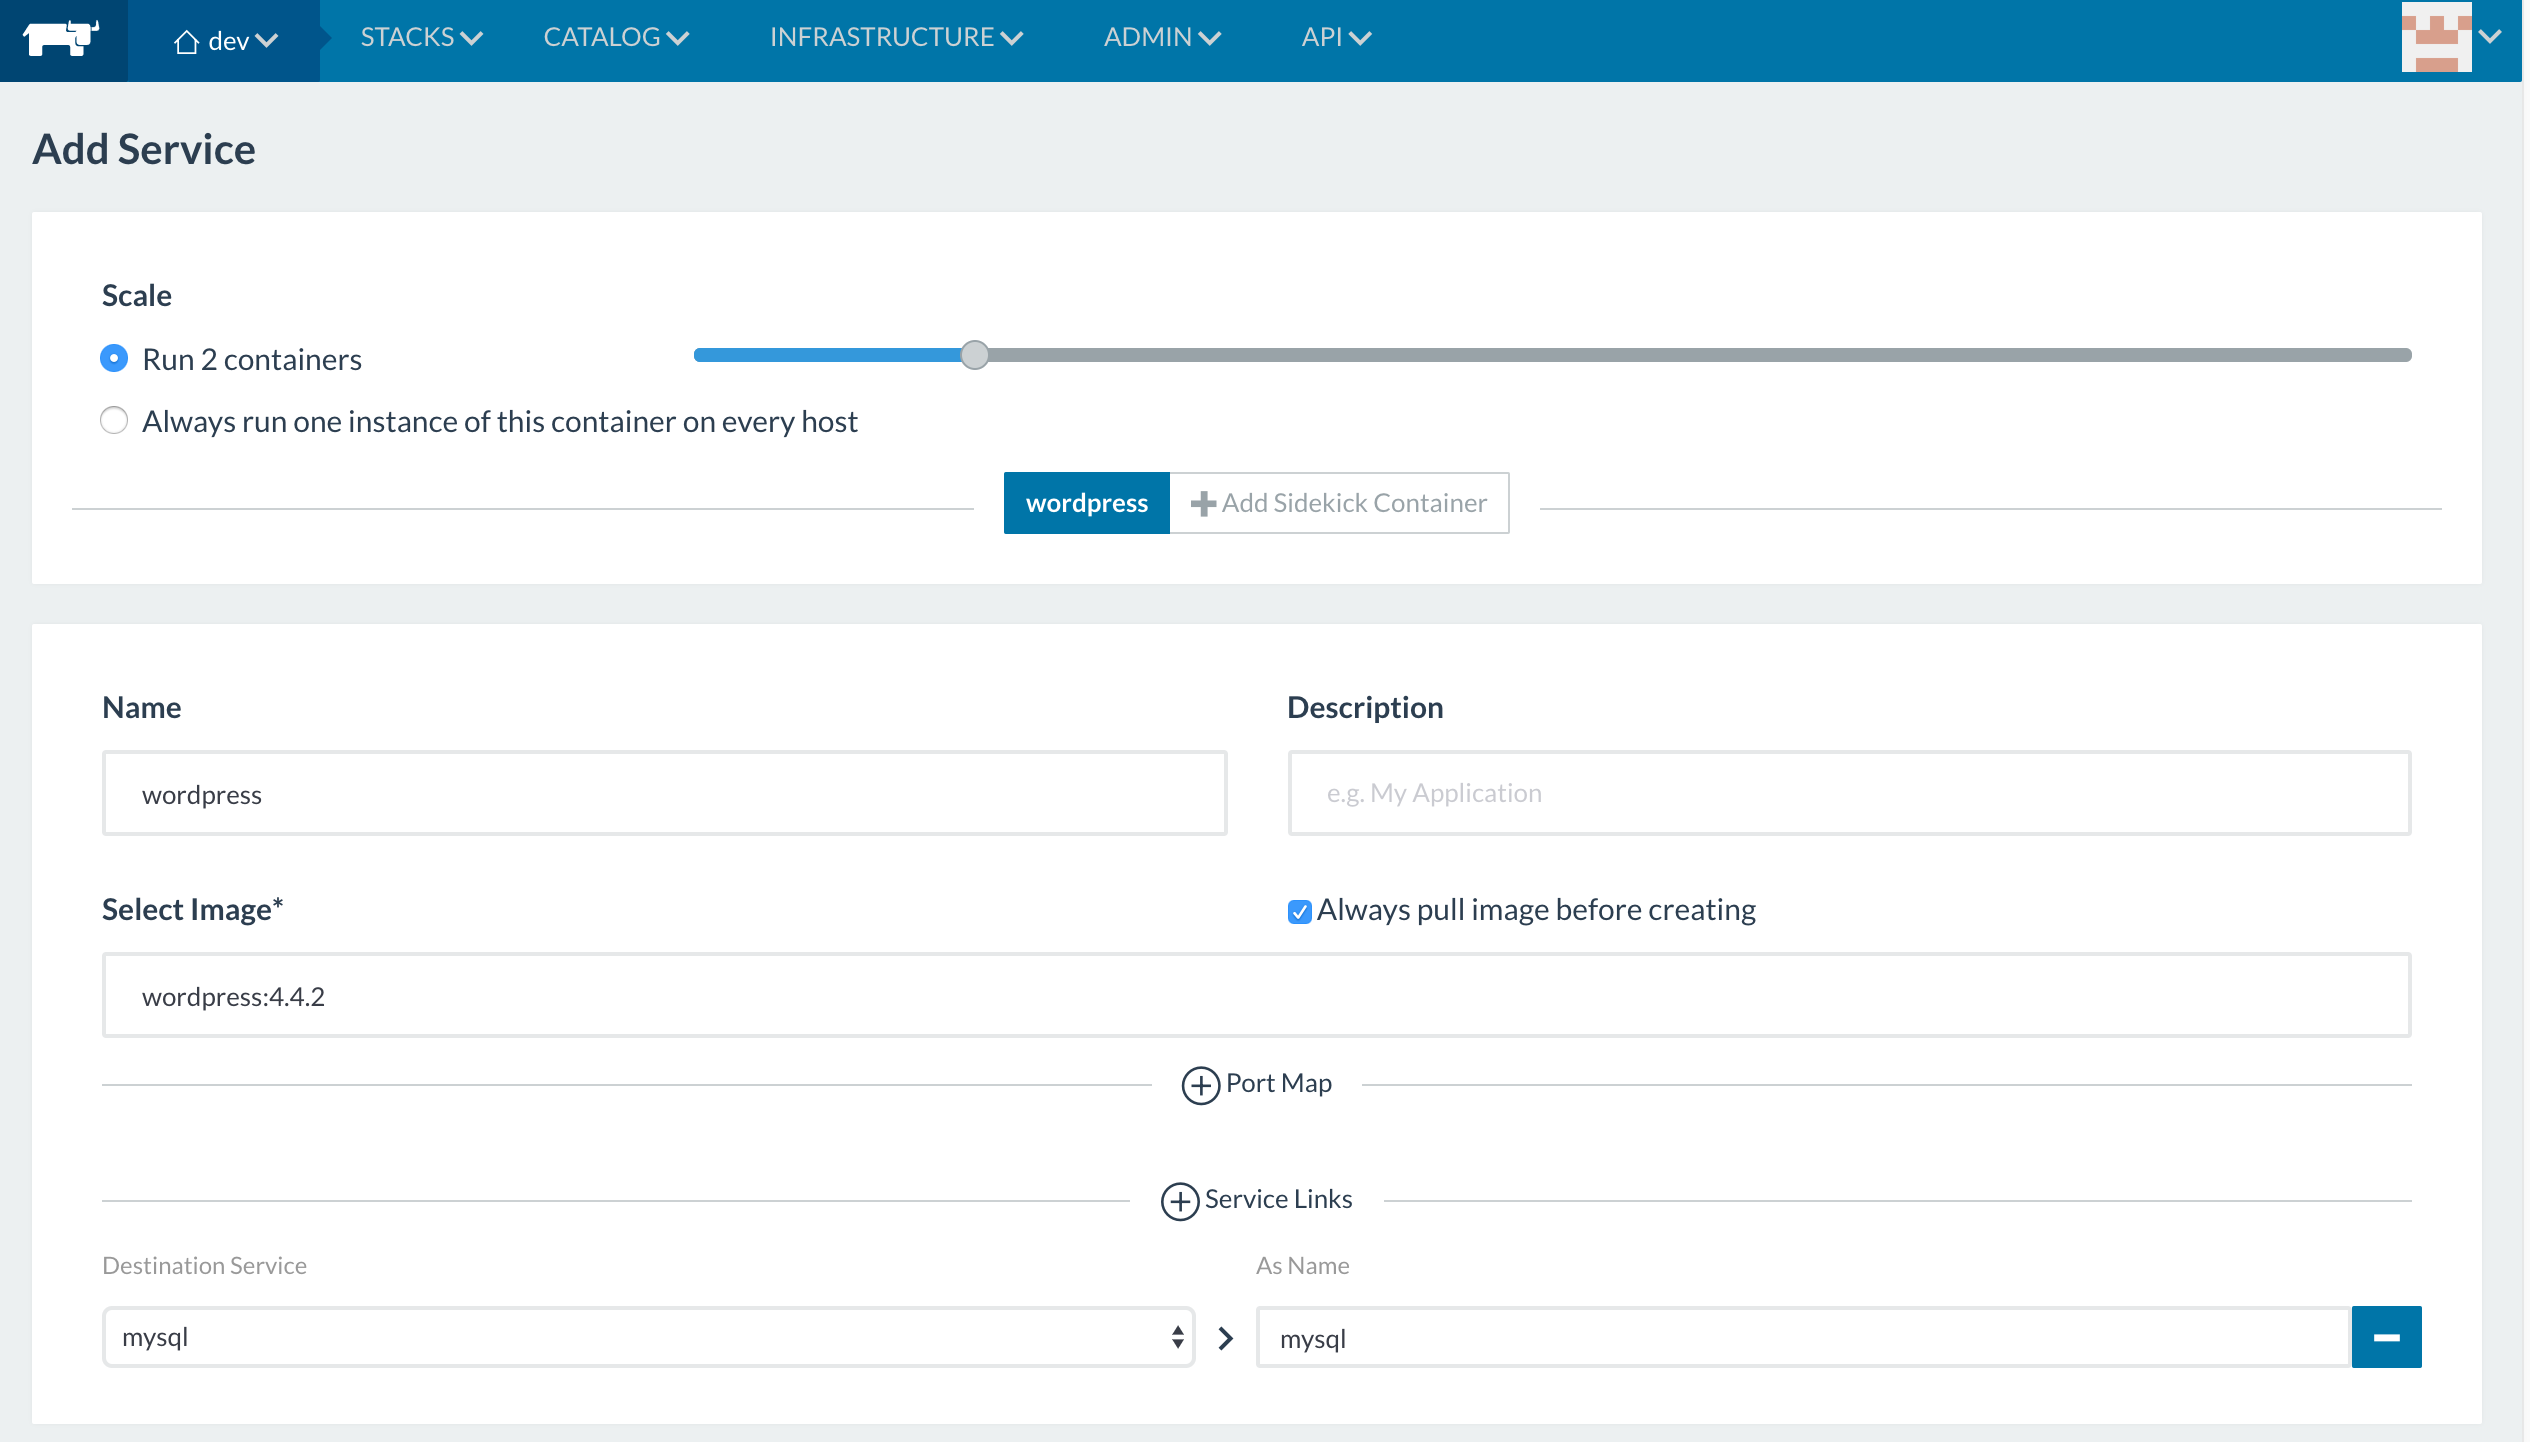 dev STACKS CATALOG INFRASTRUCTURE ADMIN API
Add Service
Scale
Run 2 containers
Always run one instance of this container on every host
wordpress Add Sidekick Container
Name Description
wordpress e.g. My Application
Select Image* Always pull image before creating
wordpress:4.4.2
Port Map
Service Links
Destination Service As Name
mysql mysql